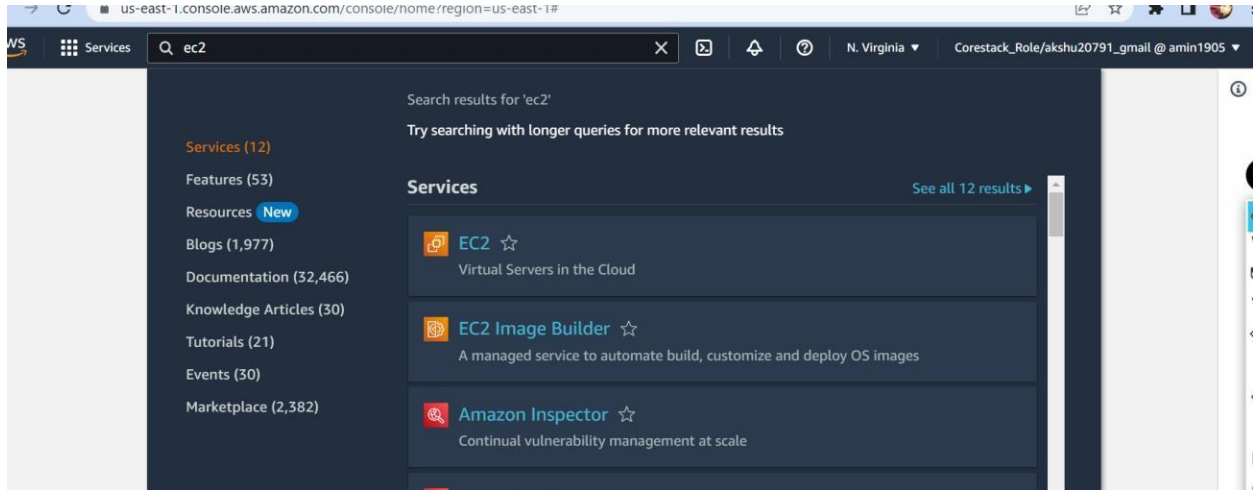 us-east-1.console.aws.amazon.com/console/home?region=us-east-1#
Services
ec2
N. Virginia
Corestack_Role/akshu20791_gmail @ amin1905
Search results for 'ec2'
Try searching with longer queries for more relevant results
Services (12)
Features (53)
Resources New
Blogs (1,977)
Documentation (32,466)
Knowledge Articles (30)
Tutorials (21)
Events (30)
Marketplace (2,382)
Services
See all 12 results
EC2
Virtual Servers in the Cloud
EC2 Image Builder
A managed service to automate build, customize and deploy OS images
Amazon Inspector
Continual vulnerability management at scale